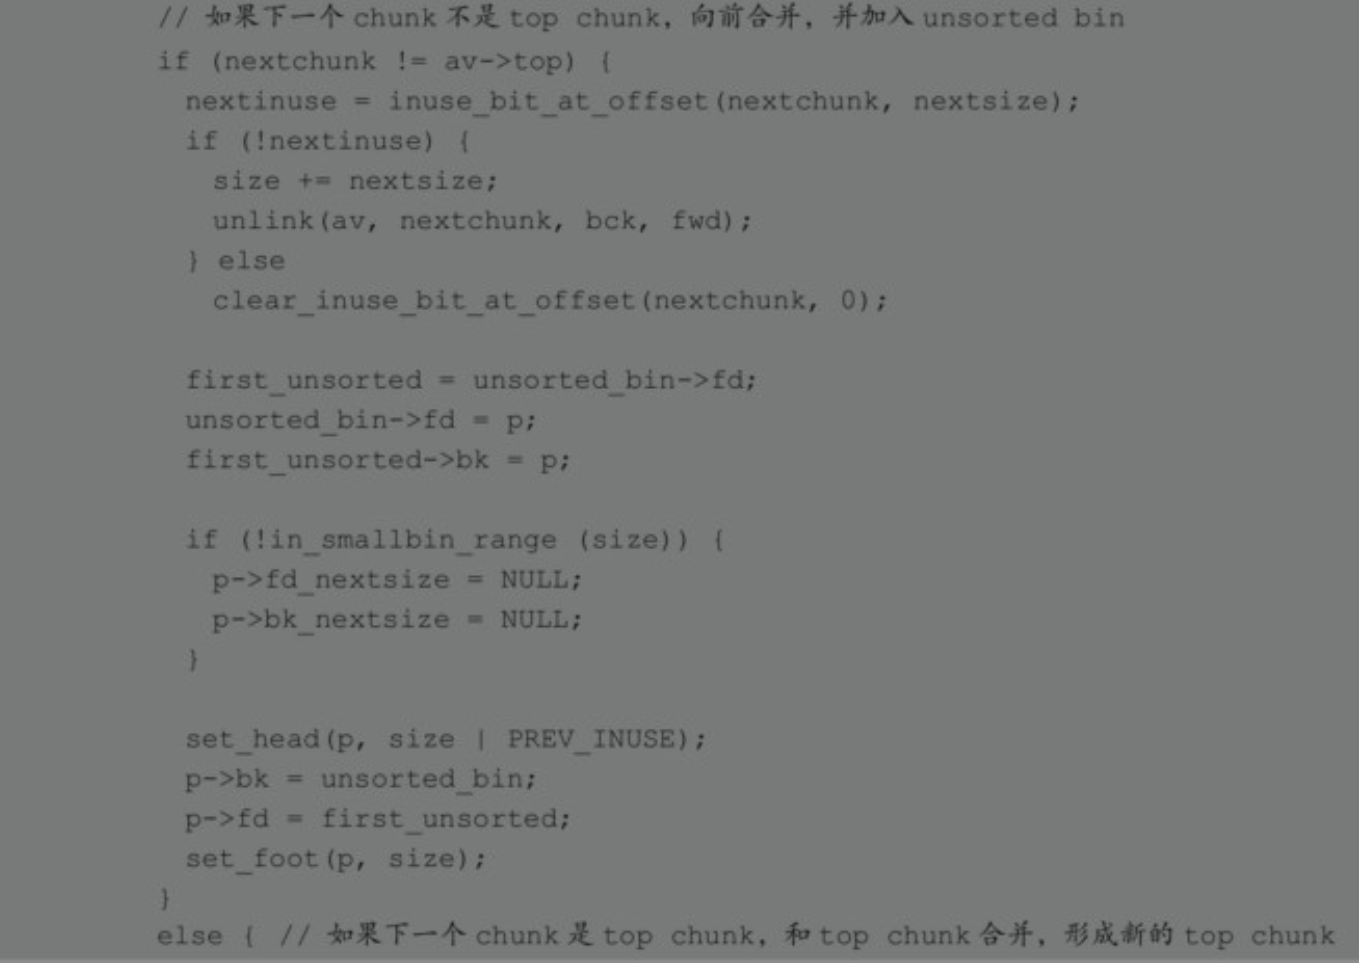 // 如果下一个 chunk 不是 top chunk, 向前合并, 并加入 unsorted bin
if (nextchunk != av->top) {
nextinuse = inuse_bit_at_offset(nextchunk, nextsize);
if (!nextinuse) {
size += nextsize;
unlink(av, nextchunk, bck, fwd);
} else
clear_inuse_bit_at_offset(nextchunk, 0);
first_unsorted = unsorted_bin->fd;
unsorted_bin->fd = p;
first_unsorted->bk = p;
if (!in_smallbin_range (size)) {
p->fd_nextsize = NULL;
p->bk_nextsize = NULL;
}
set_head(p, size | PREV_INUSE);
p->bk = unsorted_bin;
p->fd = first_unsorted;
set_foot(p, size);
}
else { // 如果下一个 chunk 是 top chunk, 和 top chunk 合并, 形成新的 top chunk